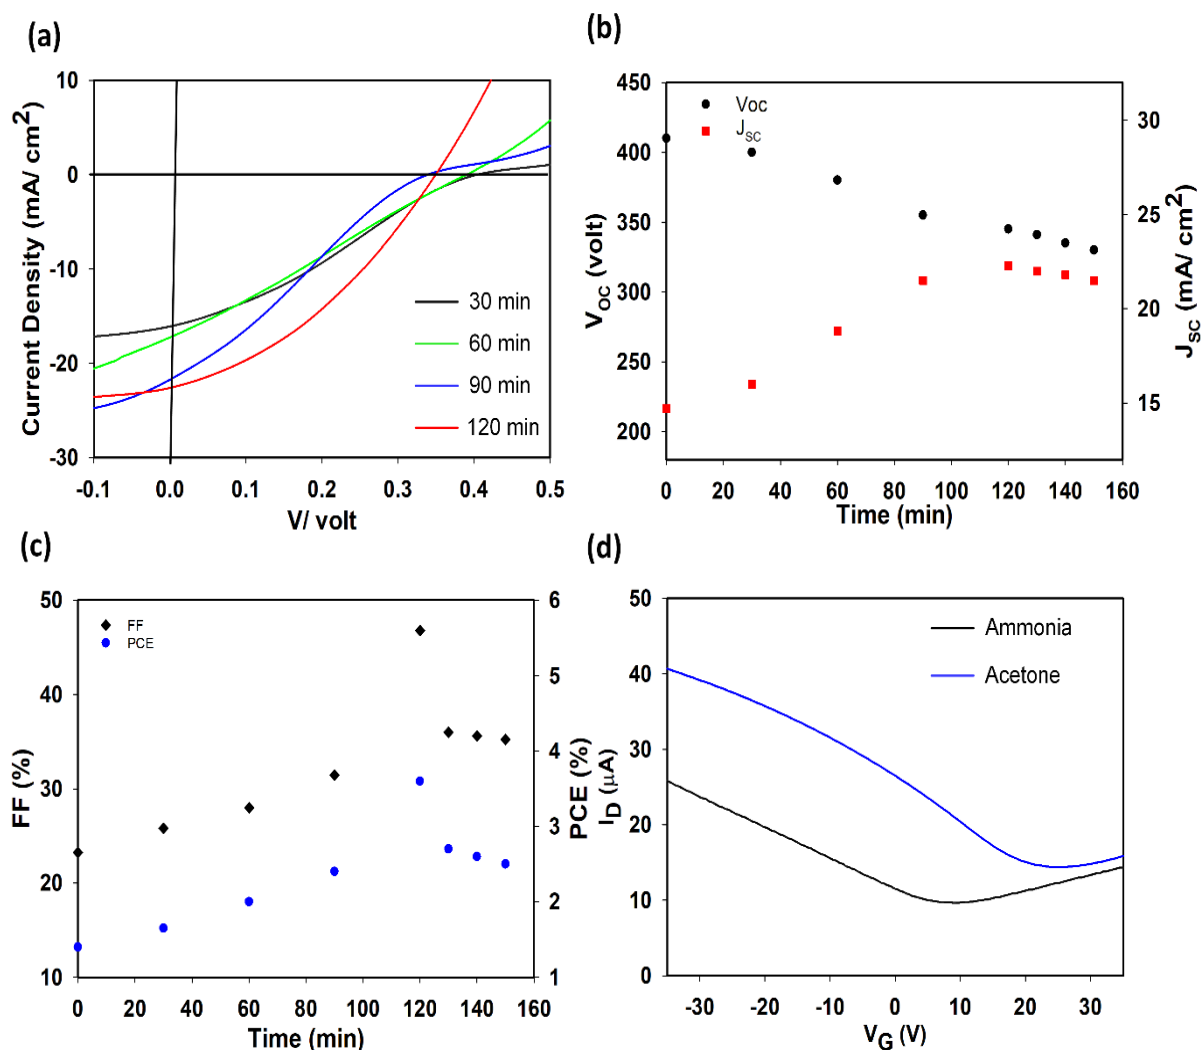 (a)
Current Density (mA/ cm²)
10
0
-10
-20
-30
30 min
60 min
90 min
120 min
-0.1 0.0 0.1 0.2 0.3 0.4 0.5
V/ volt
(b)
V_OC (volt)
450
400
350
300
250
200
Voc
J_SC
30
25
20
15
J_SC (mA/ cm²)
0 20 40 60 80 100 120 140 160
Time (min)
(c)
FF (%)
50
40
30
20
10
FF
PCE
6
5
4
3
2
1
PCE (%)
0 20 40 60 80 100 120 140 160
Time (min)
(d)
I_D (µA)
50
40
30
20
10
0
Ammonia
Acetone
-30 -20 -10 0 10 20 30
V_G (V)